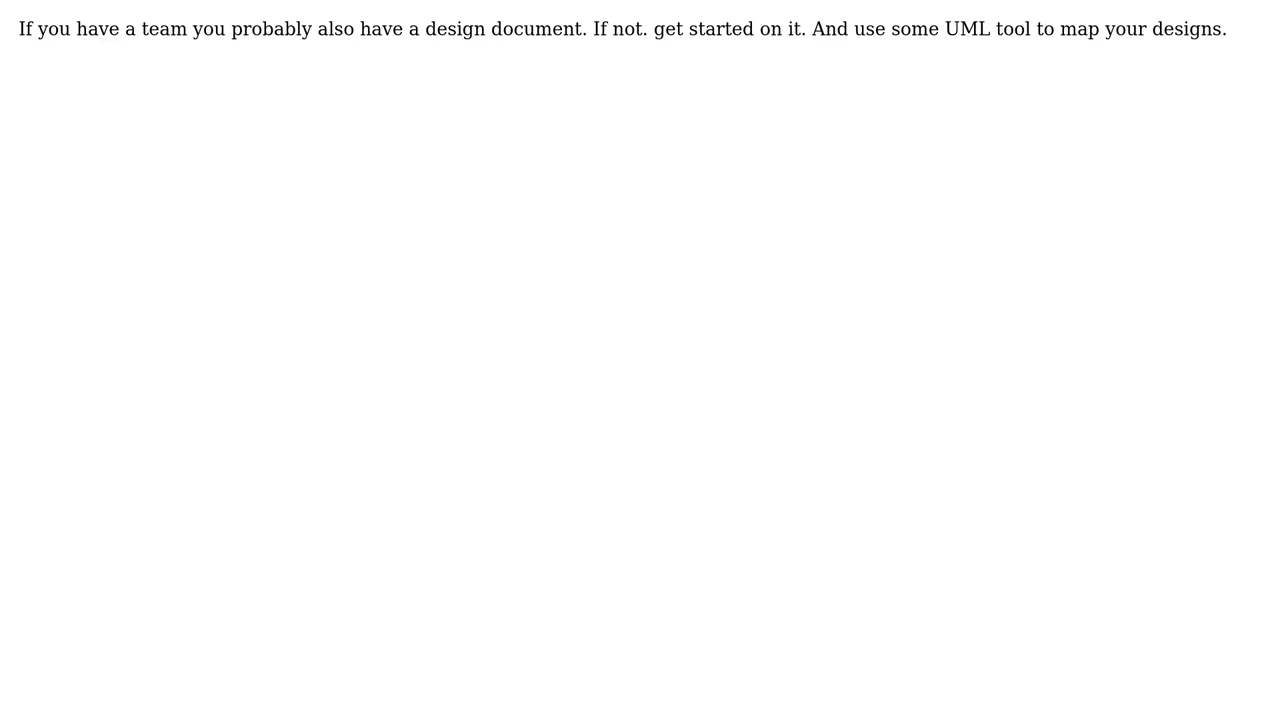 If you have a team you probably also have a design document. If not. get started on it. And use some UML tool to map your designs.